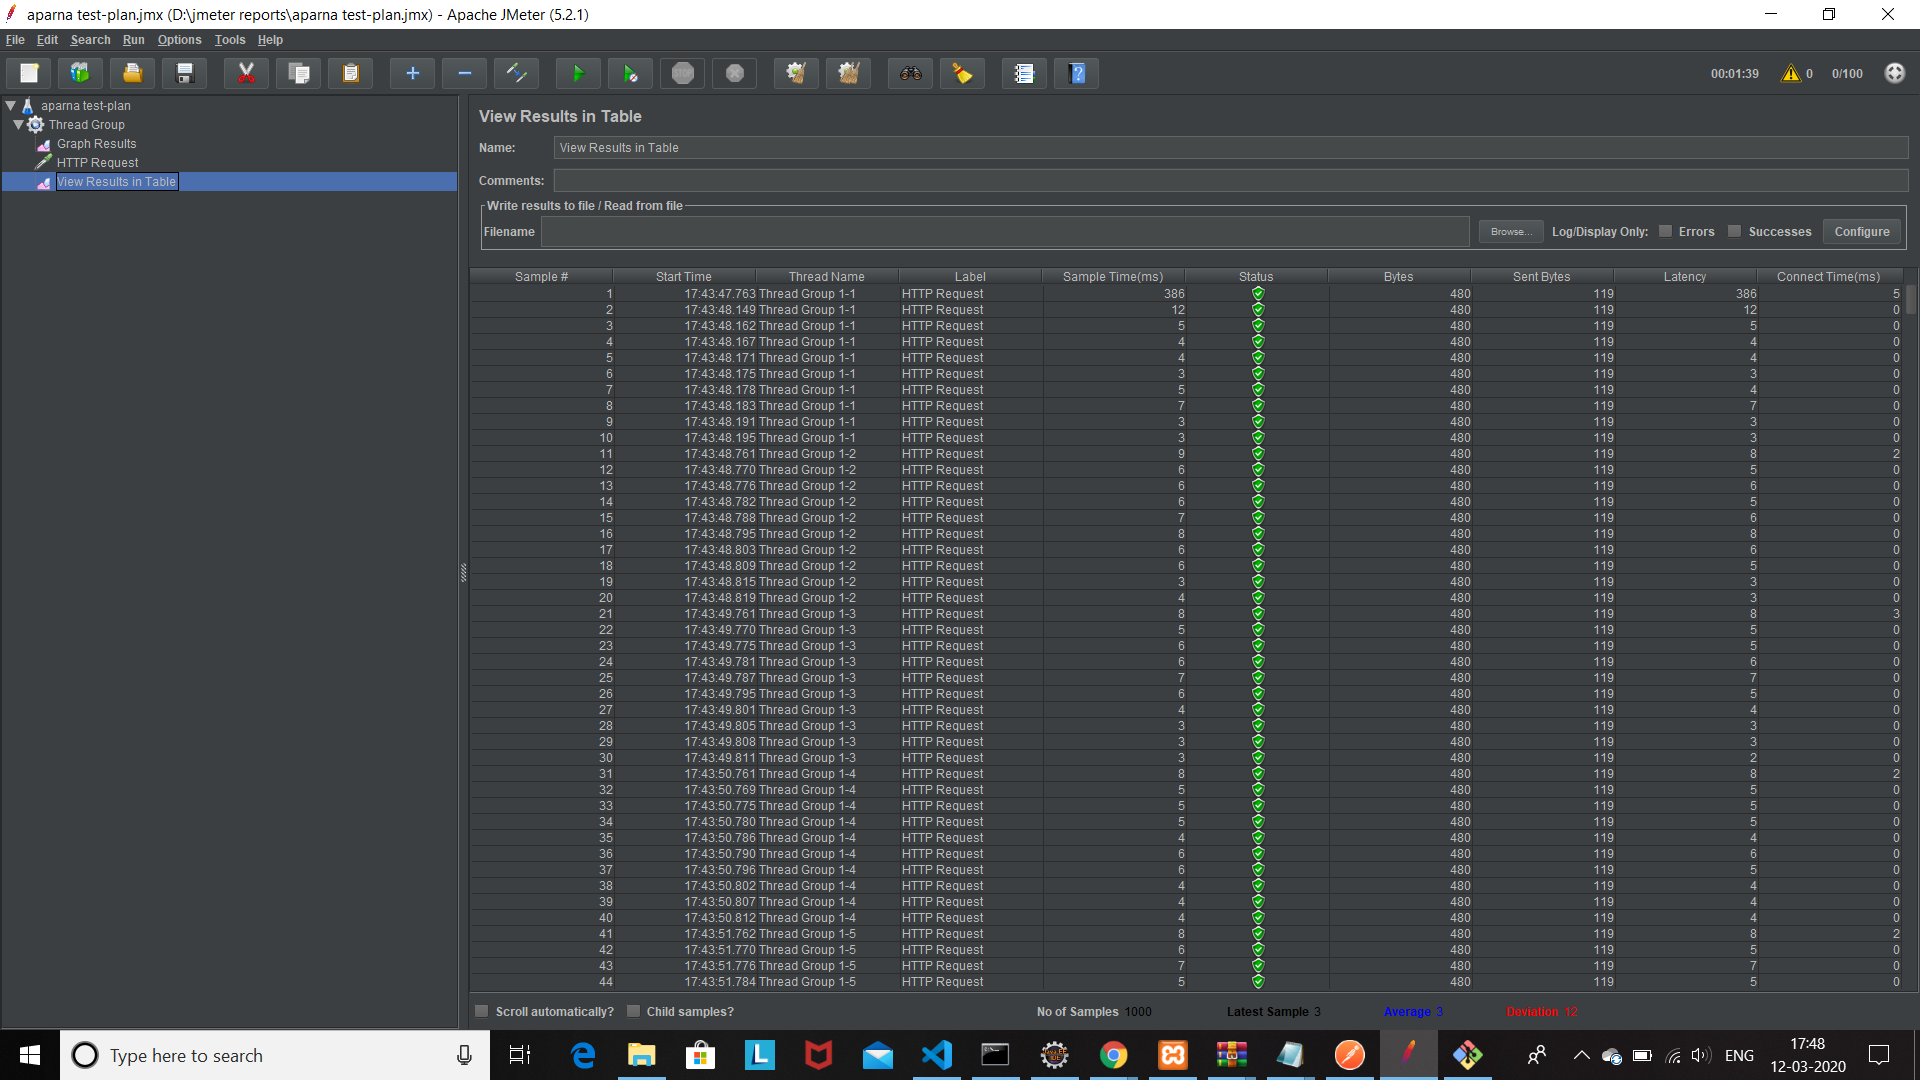 aparna test-plan.jmx (D:\jmeter reports\aparna test-plan.jmx) - Apache JMeter (5.2.1)
File Edit Search Run Options Tools Help
STOP 00:01:39 0 0/100
aparna test-plan
Thread Group
Graph Results
HTTP Request
View Results in Table
View Results in Table
Name: View Results in Table
Comments:
Write results to file / Read from file
Filename Browse... Log/Display Only: Errors Successes Configure
Sample # Start Time Thread Name Label Sample Time(ms) Status Bytes Sent Bytes Latency Connect Time(ms)
1 17:43:47.763 Thread Group 1-1 HTTP Request 386 480 119 386 5
2 17:43:48.149 Thread Group 1-1 HTTP Request 12 480 119 12 0
3 17:43:48.162 Thread Group 1-1 HTTP Request 5 480 119 5 0
4 17:43:48.167 Thread Group 1-1 HTTP Request 4 480 119 4 0
5 17:43:48.171 Thread Group 1-1 HTTP Request 4 480 119 4 0
6 17:43:48.175 Thread Group 1-1 HTTP Request 3 480 119 3 0
7 17:43:48.178 Thread Group 1-1 HTTP Request 5 480 119 4 0
8 17:43:48.183 Thread Group 1-1 HTTP Request 7 480 119 7 0
9 17:43:48.191 Thread Group 1-1 HTTP Request 3 480 119 3 0
10 17:43:48.195 Thread Group 1-1 HTTP Request 3 480 119 3 0
11 17:43:48.761 Thread Group 1-2 HTTP Request 9 480 119 8 2
12 17:43:48.770 Thread Group 1-2 HTTP Request 6 480 119 5 0
13 17:43:48.776 Thread Group 1-2 HTTP Request 6 480 119 6 0
14 17:43:48.782 Thread Group 1-2 HTTP Request 6 480 119 5 0
15 17:43:48.788 Thread Group 1-2 HTTP Request 7 480 119 6 0
16 17:43:48.795 Thread Group 1-2 HTTP Request 8 480 119 8 0
17 17:43:48.803 Thread Group 1-2 HTTP Request 6 480 119 6 0
18 17:43:48.809 Thread Group 1-2 HTTP Request 6 480 119 5 0
19 17:43:48.815 Thread Group 1-2 HTTP Request 3 480 119 3 0
20 17:43:48.819 Thread Group 1-2 HTTP Request 4 480 119 3 0
21 17:43:49.761 Thread Group 1-3 HTTP Request 8 480 119 8 3
22 17:43:49.770 Thread Group 1-3 HTTP Request 5 480 119 5 0
23 17:43:49.775 Thread Group 1-3 HTTP Request 6 480 119 5 0
24 17:43:49.781 Thread Group 1-3 HTTP Request 6 480 119 6 0
25 17:43:49.787 Thread Group 1-3 HTTP Request 7 480 119 7 0
26 17:43:49.795 Thread Group 1-3 HTTP Request 6 480 119 5 0
27 17:43:49.801 Thread Group 1-3 HTTP Request 4 480 119 4 0
28 17:43:49.805 Thread Group 1-3 HTTP Request 3 480 119 3 0
29 17:43:49.808 Thread Group 1-3 HTTP Request 3 480 119 3 0
30 17:43:49.811 Thread Group 1-3 HTTP Request 3 480 119 2 0
31 17:43:50.761 Thread Group 1-4 HTTP Request 8 480 119 8 2
32 17:43:50.769 Thread Group 1-4 HTTP Request 5 480 119 5 0
33 17:43:50.775 Thread Group 1-4 HTTP Request 5 480 119 5 0
34 17:43:50.780 Thread Group 1-4 HTTP Request 5 480 119 5 0
35 17:43:50.786 Thread Group 1-4 HTTP Request 4 480 119 4 0
36 17:43:50.790 Thread Group 1-4 HTTP Request 6 480 119 6 0
37 17:43:50.796 Thread Group 1-4 HTTP Request 6 480 119 5 0
38 17:43:50.802 Thread Group 1-4 HTTP Request 4 480 119 4 0
39 17:43:50.807 Thread Group 1-4 HTTP Request 4 480 119 4 0
40 17:43:50.812 Thread Group 1-4 HTTP Request 4 480 119 4 0
41 17:43:51.762 Thread Group 1-5 HTTP Request 8 480 119 8 2
42 17:43:51.770 Thread Group 1-5 HTTP Request 6 480 119 5 0
43 17:43:51.776 Thread Group 1-5 HTTP Request 7 480 119 7 0
44 17:43:51.784 Thread Group 1-5 HTTP Request 5 480 119 5 0
Scroll automatically? Child samples? No of Samples 1000 Latest Sample 3 Average 3 Deviation 12
Type here to search ENG 17:48
12-03-2020